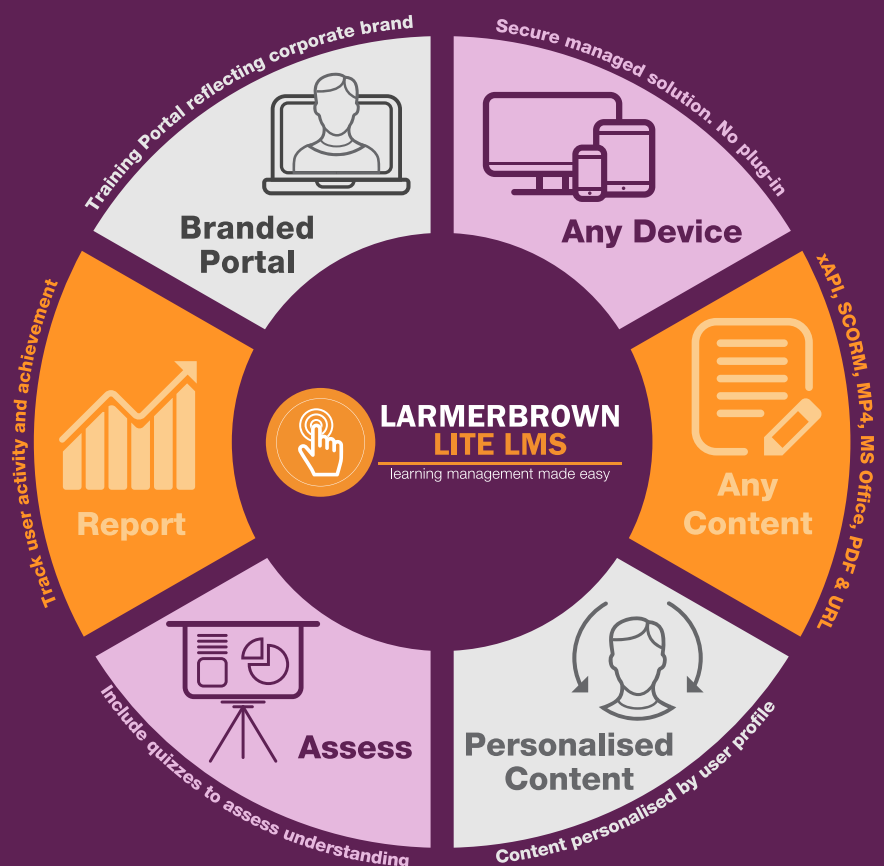 Training Portal reflecting corporate brand
Branded
Portal
Secure managed solution. No plug-in
Any Device
xAPI, SCORM, MP4, MS Office, PDF & URL
Any
Content
Content personalised by user profile
Personalised
Content
Include quizzes to assess understanding
Assess
Track user activity and achievement
Report
LARMERBROWN
LITE LMS
learning management made easy